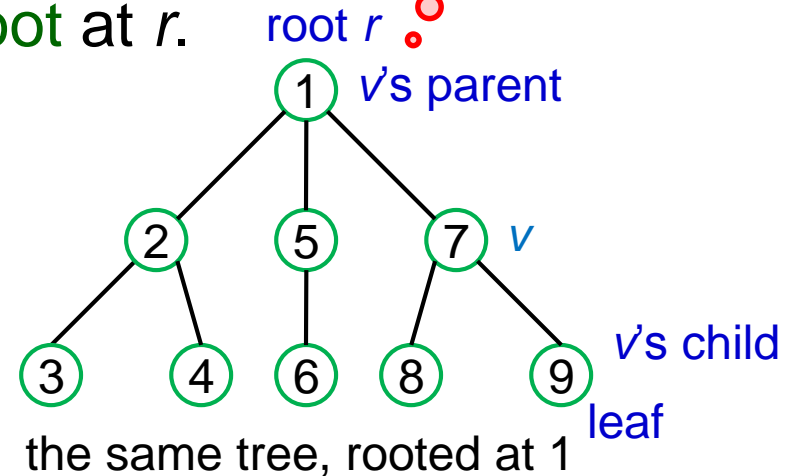 oot at r.
root r
1 v's parent
2 5 7 v
v's child
3 4 6 8 9
leaf
the same tree, rooted at 1